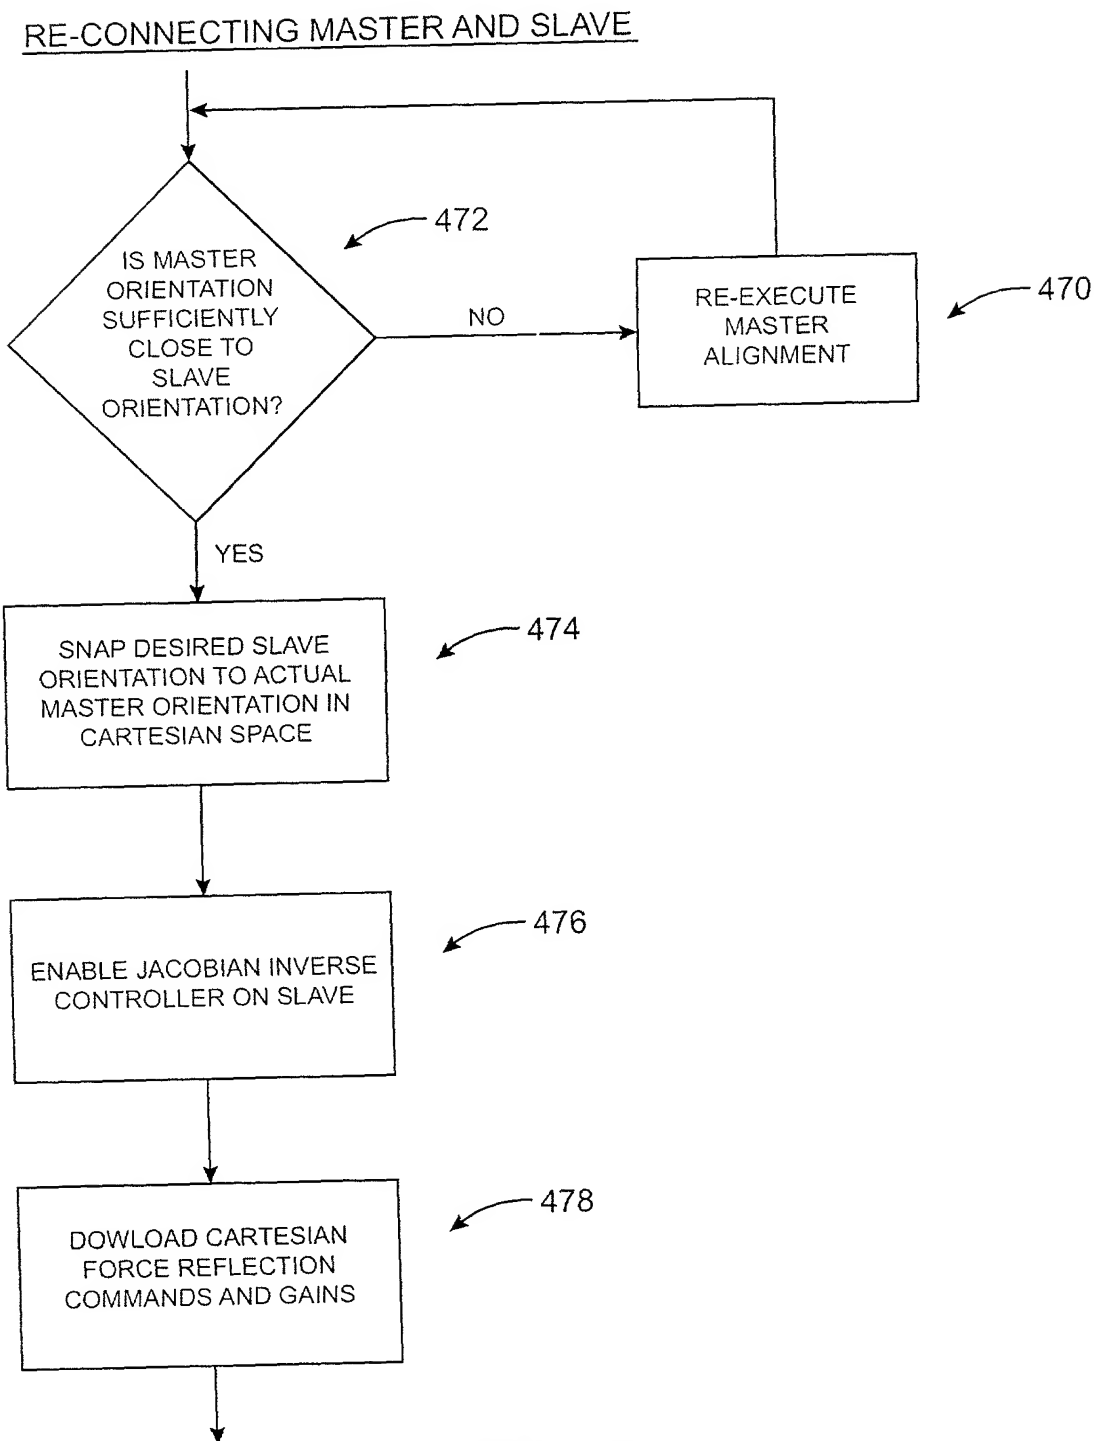 RE-CONNECTING MASTER AND SLAVE
472
IS MASTER
ORIENTATION
SUFFICIENTLY
CLOSE TO
SLAVE
ORIENTATION?
NO
RE-EXECUTE
MASTER
ALIGNMENT
470
YES
SNAP DESIRED SLAVE
ORIENTATION TO ACTUAL
MASTER ORIENTATION IN
CARTESIAN SPACE
474
ENABLE JACOBIAN INVERSE
CONTROLLER ON SLAVE
476
DOWLOAD CARTESIAN
FORCE REFLECTION
COMMANDS AND GAINS
478